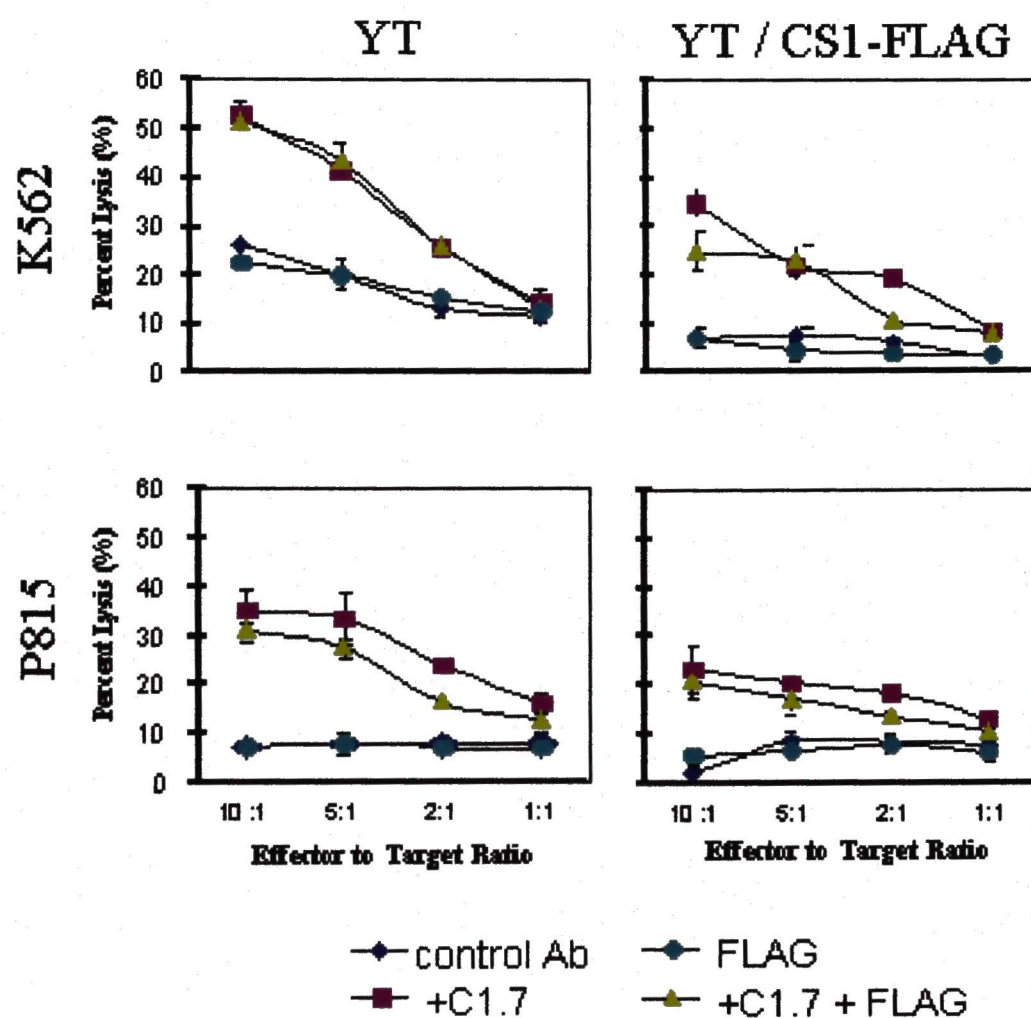 YT
YT / CS1-FLAG
K562
Percent Lysis (%)
60
50
40
30
20
10
0
P815
Percent Lysis (%)
60
50
40
30
20
10
0
10 :1
5:1
2:1
1:1
10 :1
5:1
2:1
1:1
Effector to Target Ratio
Effector to Target Ratio
control Ab
FLAG
+C1.7
+C1.7 + FLAG